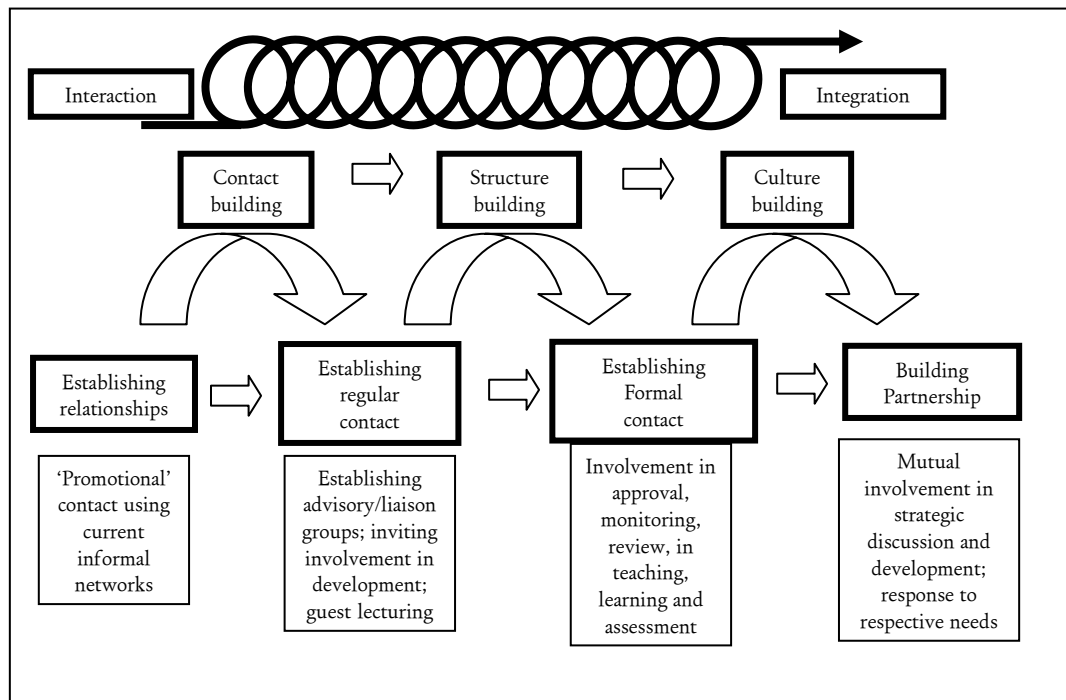 Interaction
Integration
Contact
building
Structure
building
Culture
building
Establishing
relationships
Establishing
regular
contact
Establishing
Formal
contact
Building
Partnership
‘Promotional’
contact using
current
informal
networks
Establishing
advisory/liaison
groups; inviting
involvement in
development;
guest lecturing
Involvement in
approval,
monitoring,
review, in
teaching,
learning and
assessment
Mutual
involvement in
strategic
discussion and
development;
response to
respective needs